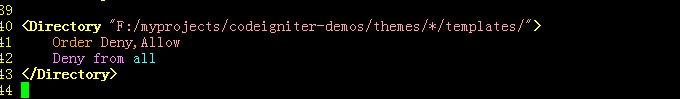 39
40 <Directory "F:/myprojects/codeigniter-demos/themes/*/templates/">
41     Order Deny,Allow
42     Deny from all
43 </Directory>
44